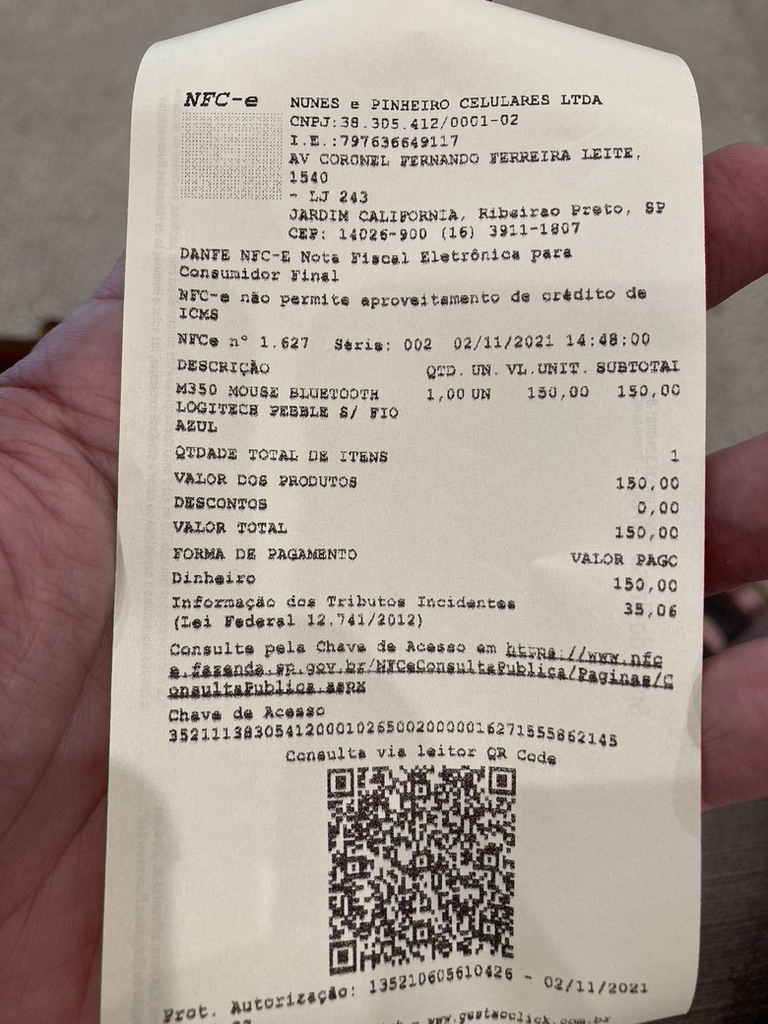 NFC-e
NUNES e PINHEIRO CELULARES LTDA
CNPJ:38.305.412/0001-02
I.E.:797636649117
AV CORONEL FERNANDO FERREIRA LEITE,
1540
- LJ 243
JARDIM CALIFORNIA, Ribeirao Preto, SP
CEP: 14026-900 (16) 3911-1807
DANFE NFC-E Nota Fiscal Eletrônica para
Consumidor Final
NFC-e não permite aproveitamento de crédito de
ICMS
NFCe nº 1.627 Série: 002 02/11/2021 14:48:00
DESCRIÇÃO QTD. UN. VL.UNIT. SUBTOTAL
M350 MOUSE BLUETOOTH 1,00 UN 150,00 150,00
LOGITECH PEBBLE S/ FIO
AZUL
QTDADE TOTAL DE ITENS 1
VALOR DOS PRODUTOS 150,00
DESCONTOS 0,00
VALOR TOTAL 150,00
FORMA DE PAGAMENTO VALOR PAGO
Dinheiro 150,00
Informação dos Tributos Incidentes 35,06
(Lei Federal 12.741/2012)
Consulte pela Chave de Acesso em https://www.nfc
e.fazenda.sp.gov.br/NFCeConsultaPublica/Paginas/C
onsultaPublica.aspx
Chave de Acesso
35211138305412000102650020000016271555862145
Consulta via leitor QR Code
Prot. Autorização: 135210605610426 - 02/11/2021
- www.gestaoclick.com.br